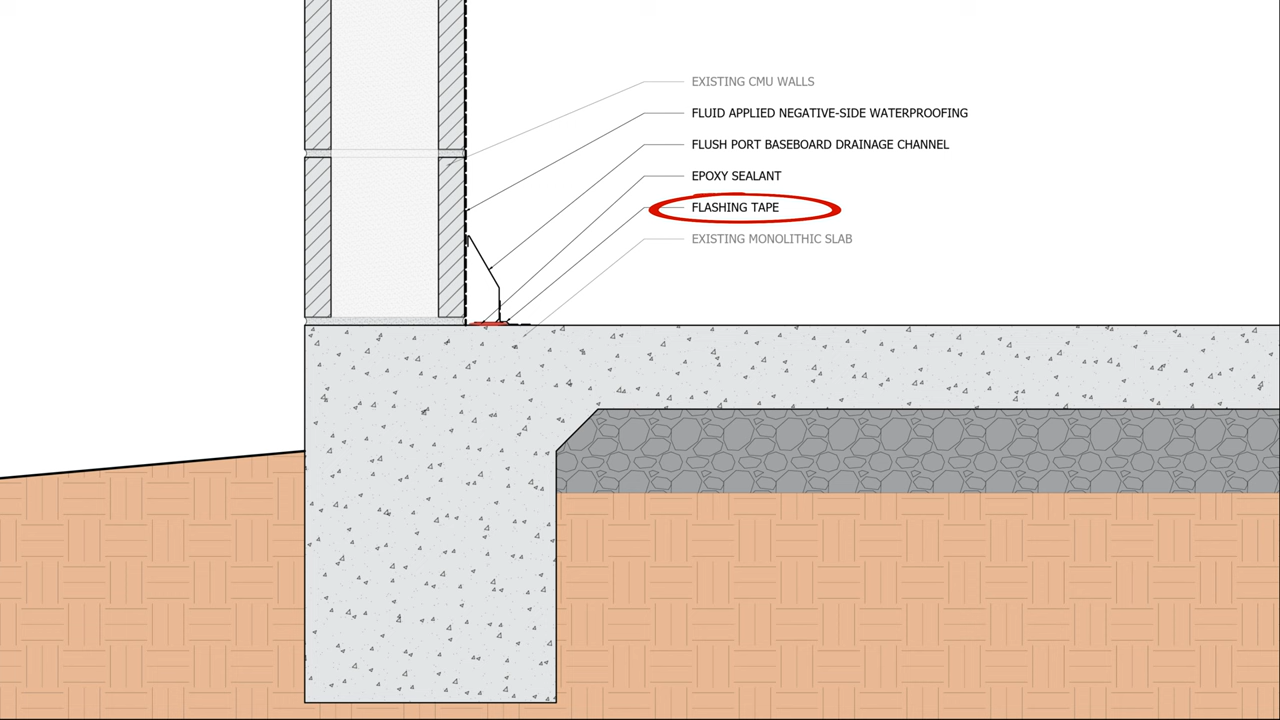 EXISTING CMU WALLS
FLUID APPLIED NEGATIVE-SIDE WATERPROOFING
FLUSH PORT BASEBOARD DRAINAGE CHANNEL
EPOXY SEALANT
FLASHING TAPE
EXISTING MONOLITHIC SLAB